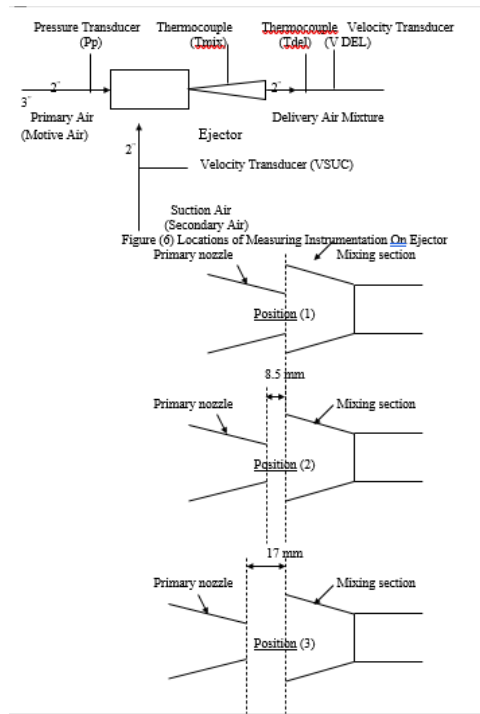 Pressure Transducer Thermocouple Thermocouple Velocity Transducer
(Pp) (Tmix) (Tdel) (V DEL)
2" 2"
3"
Primary Air Delivery Air Mixture
(Motive Air) Ejector
2"
Velocity Transducer (VSUC)
Suction Air
(Secondary Air)
Figure (6) Locations of Measuring Instrumentation On Ejector
Primary nozzle Mixing section
Position (1)
8.5 mm
Primary nozzle Mixing section
Position (2)
17 mm
Primary nozzle Mixing section
Position (3)